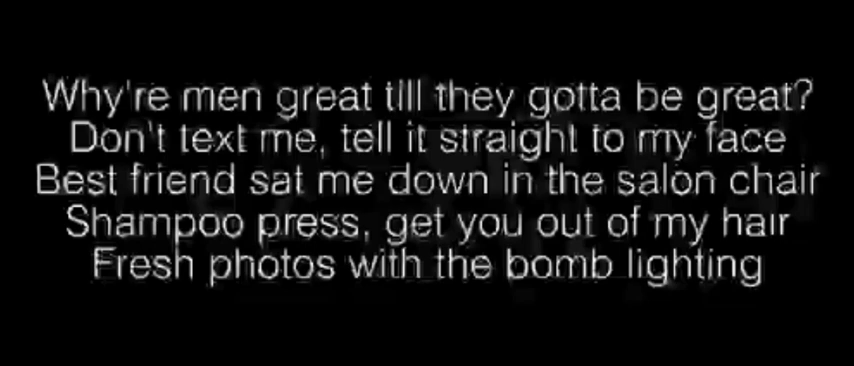 Why're men great till they gotta be great?
Don't text me, tell it straight to my face
Best friend sat me down in the salon chair
Shampoo press, get you out of my hair
Fresh photos with the bomb lighting